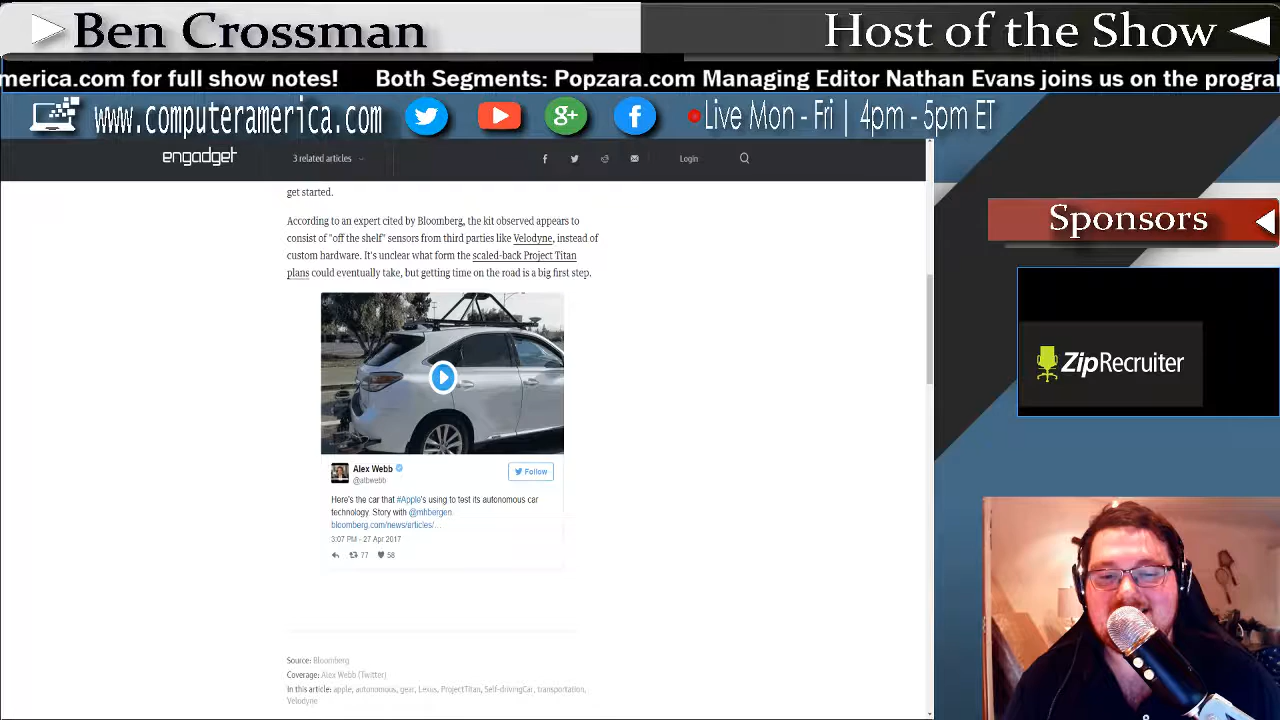 Ben Crossman
Host of the Show
merica.com for full show notes! Both Segments: Popzara.com Managing Editor Nathan Evans joins us on the progra
www.computeramerica.com
Live Mon - Fri | 4pm - 5pm ET
engadget
3 related articles
Login
get started.
According to an expert cited by Bloomberg, the kit observed appears to
consist of "off the shelf" sensors from third parties like Velodyne, instead of
custom hardware. It's unclear what form the scaled-back Project Titan
plans could eventually take, but getting time on the road is a big first step.
Alex Webb
@atbwebb
Follow
Here's the car that #Apple's using to test its autonomous car
technology. Story with @mhbergen.
bloomberg.com/news/articles/...
3:07 PM - 27 Apr 2017
77 58
Source: Bloomberg
Coverage: Alex Webb (Twitter)
In this article: apple, autonomous, gear, Lexus, ProjectTitan, Self-drivingCar, transportation,
Velodyne
Sponsors
ZipRecruiter